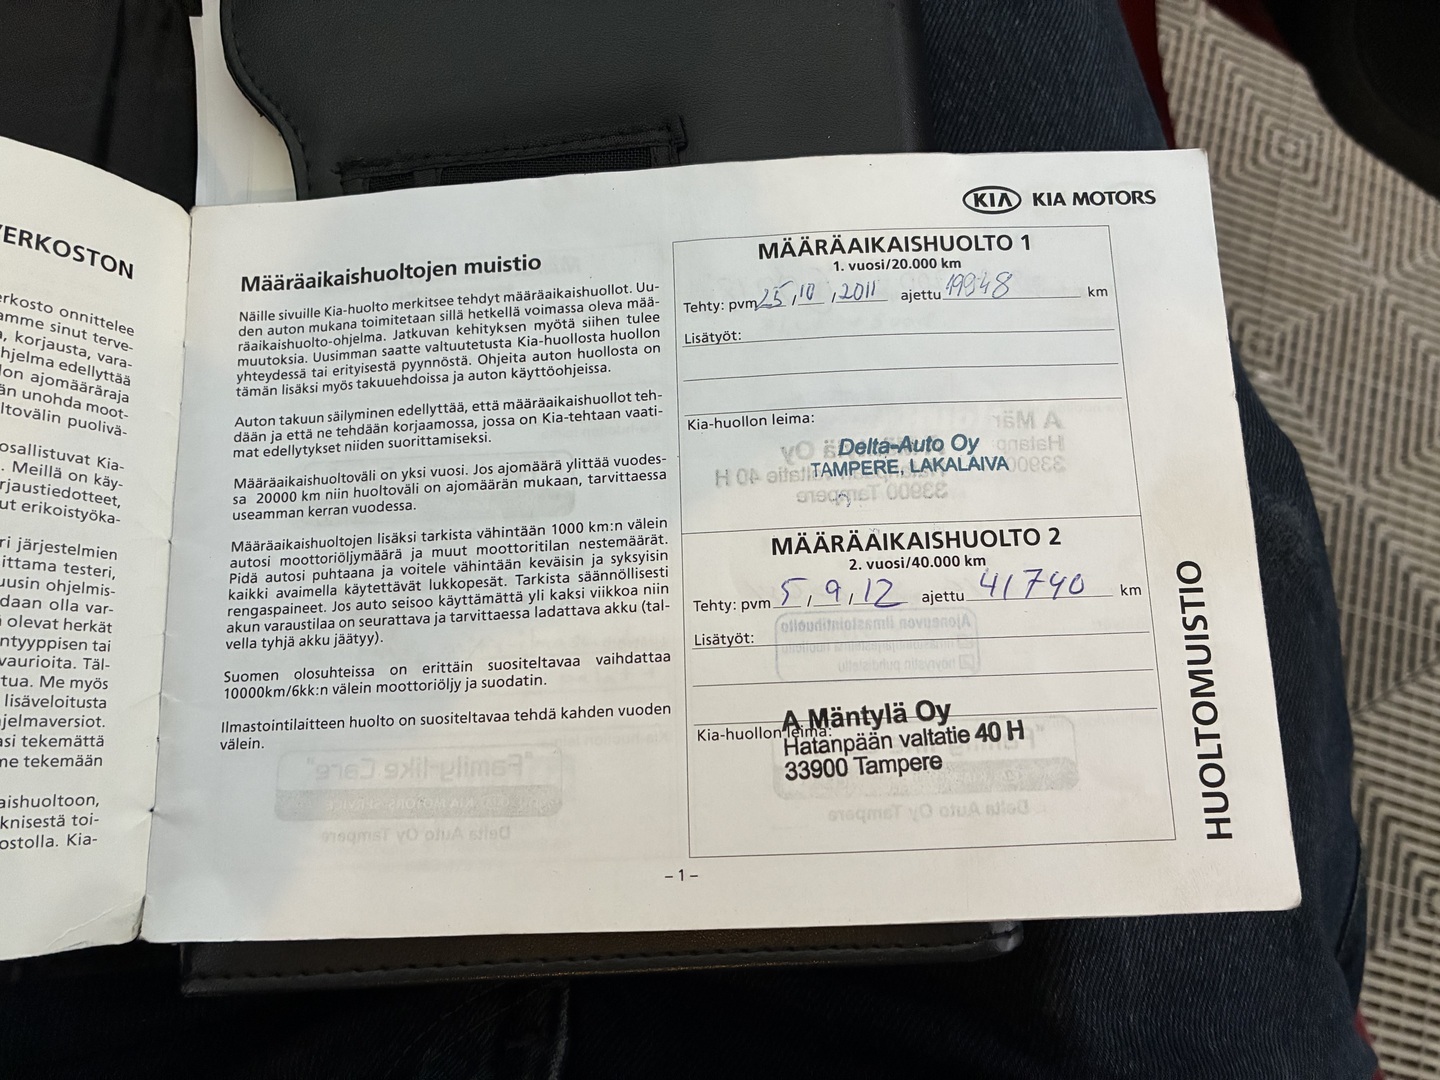 VERKOSTON
erkosto onnittelee
amme sinut terve-
, korjausta, vara-
hjelma edellyttää
lon ajomääräraja
än unohda moot-
ltovälin puolivä-
osallistuvat Kia-
. Meillä on käy-
rjaustiedotteet,
ut erikoistyöka-
ri järjestelmien
ittama testeri,
uusin ohjelmis-
daan olla var-
olevat herkät
ntyyppisen tai
vaurioita. Täl-
tua. Me myös
lisäveloitusta
jelmaversiot.
asi tekemättä
ne tekemään
aishuoltoon,
knisestä toi-
ostolla. Kia-
Määräaikaishuoltojen muistio
Näille sivuille Kia-huolto merkitsee tehdyt määräaikaishuollot. Uu-
den auton mukana toimitetaan sillä hetkellä voimassa oleva mää-
räaikaishuolto-ohjelma. Jatkuvan kehityksen myötä siihen tulee
muutoksia. Uusimman saatte valtuutetusta Kia-huollosta huollon
yhteydessä tai erityisestä pyynnöstä. Ohjeita auton huollosta on
tämän lisäksi myös takuuehdoissa ja auton käyttöohjeissa.
Auton takuun säilyminen edellyttää, että määräaikaishuollot teh-
dään ja että ne tehdään korjaamossa, jossa on Kia-tehtaan vaati-
mat edellytykset niiden suorittamiseksi.
Määräaikaishuoltoväli on yksi vuosi. Jos ajomäärä ylittää vuodes-
sa 20000 km niin huoltoväli on ajomäärän mukaan, tarvittaessa
useamman kerran vuodessa.
Määräaikaishuoltojen lisäksi tarkista vähintään 1000 km:n välein
autosi moottoriöljymäärä ja muut moottoritilan nestemäärät.
Pidä autosi puhtaana ja voitele vähintään keväisin ja syksyisin
kaikki avaimella käytettävät lukkopesät. Tarkista säännöllisesti
rengaspaineet. Jos auto seisoo käyttämättä yli kaksi viikkoa niin
akun varaustilaa on seurattava ja tarvittaessa ladattava akku (tal-
vella tyhjä akku jäätyy).
Suomen olosuhteissa on erittäin suositeltavaa vaihdattaa
10000km/6kk:n välein moottoriöljy ja suodatin.
Ilmastointilaitteen huolto on suositeltavaa tehdä kahden vuoden
välein.
KIA KIA MOTORS
MÄÄRÄAIKAISHUOLTO 1
1. vuosi/20.000 km
Tehty: pvm 25, 10, 2011 ajettu 19948 km
Lisätyöt:
Kia-huollon leima:
Delta-Auto Oy
TAMPERE, LAKALAIVA
MÄÄRÄAIKAISHUOLTO 2
2. vuosi/40.000 km
Tehty: pvm 5, 9, 12 ajettu 41740 km
Lisätyöt:
Kia-huollon leima:
A Mäntylä Oy
Hatanpään valtatie 40 H
33900 Tampere
HUOLTOMUISTIO
– 1 –